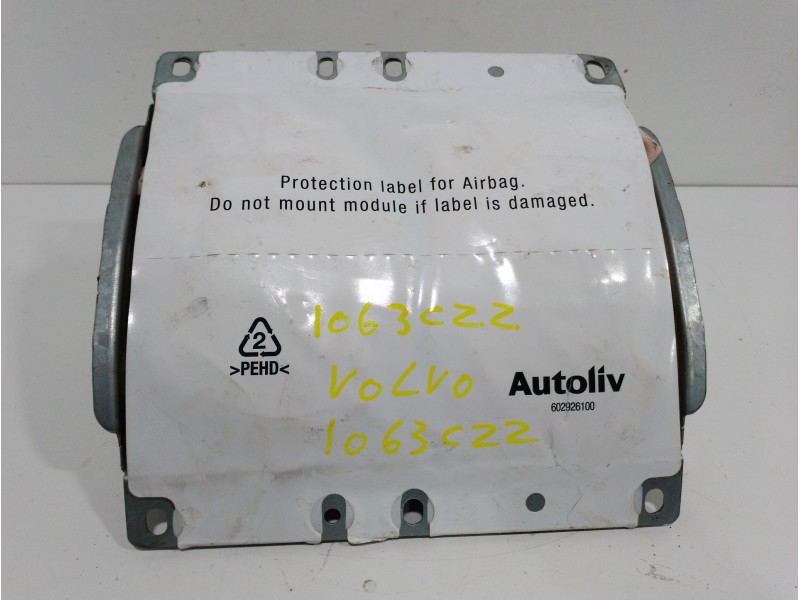 Protection label for Airbag.
Do not mount module if label is damaged.
1063CZZ
2
>PEHD<
VOLVO
Autoliv
602926100
1063CZZ